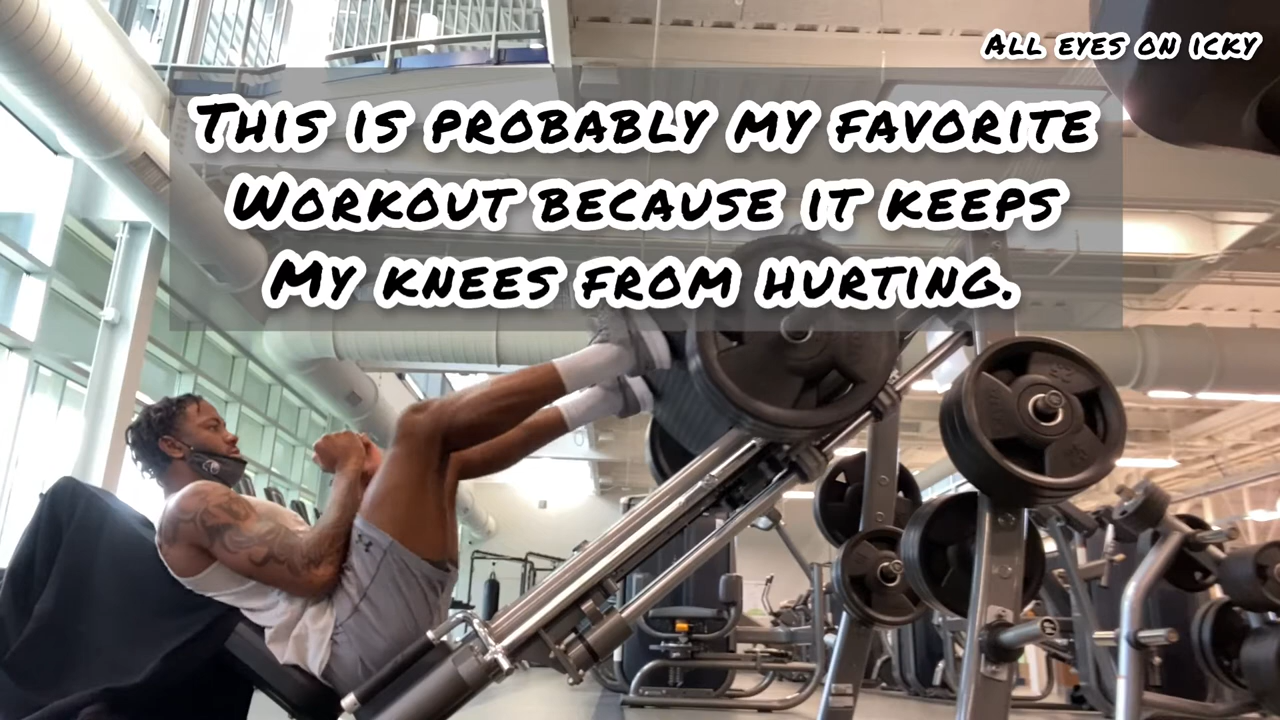 All eyes on icky
This is probably my favorite
Workout because it keeps
My knees from hurting.